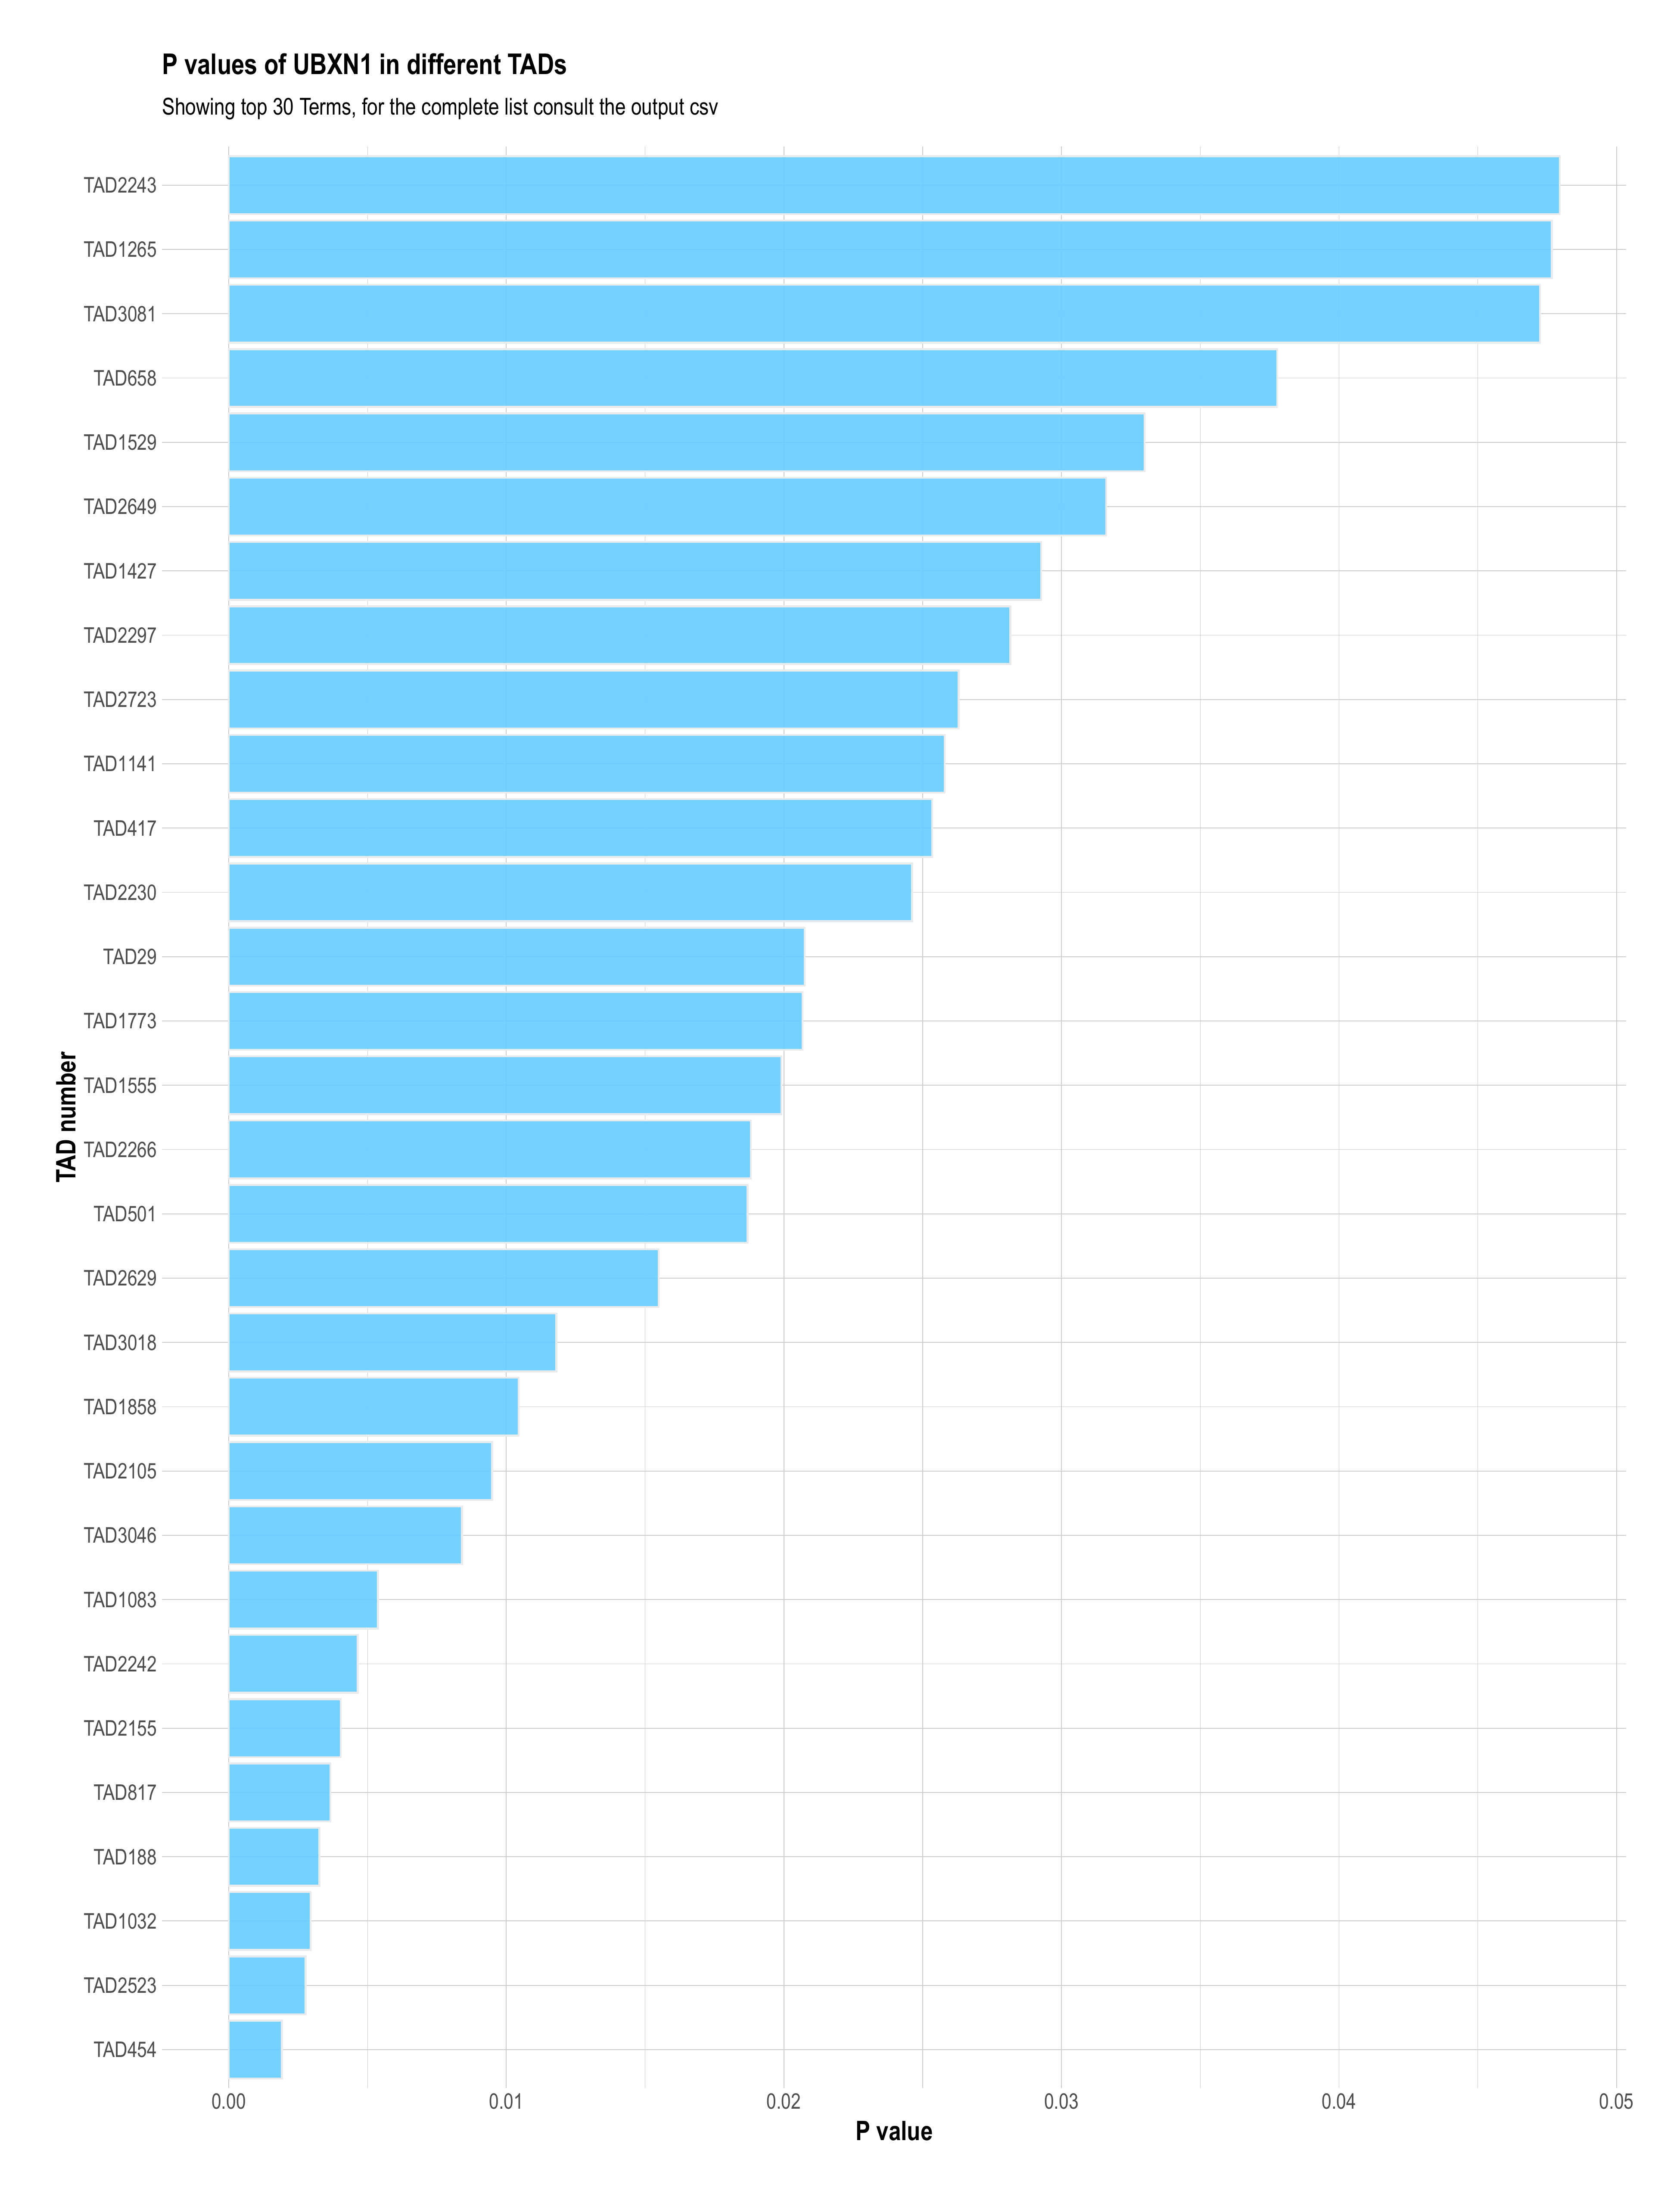 P values of UBXN1 in different TADs
Showing top 30 Terms, for the complete list consult the output csv
TAD number
TAD2243
TAD1265
TAD3081
TAD658
TAD1529
TAD2649
TAD1427
TAD2297
TAD2723
TAD1141
TAD417
TAD2230
TAD29
TAD1773
TAD1555
TAD2266
TAD501
TAD2629
TAD3018
TAD1858
TAD2105
TAD3046
TAD1083
TAD2242
TAD2155
TAD817
TAD188
TAD1032
TAD2523
TAD454
0.00 0.01 0.02 0.03 0.04 0.05
P value